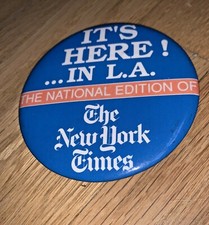 IT'S
HERE!
...IN L.A.
THE NATIONAL EDITION OF
The
New York
Times